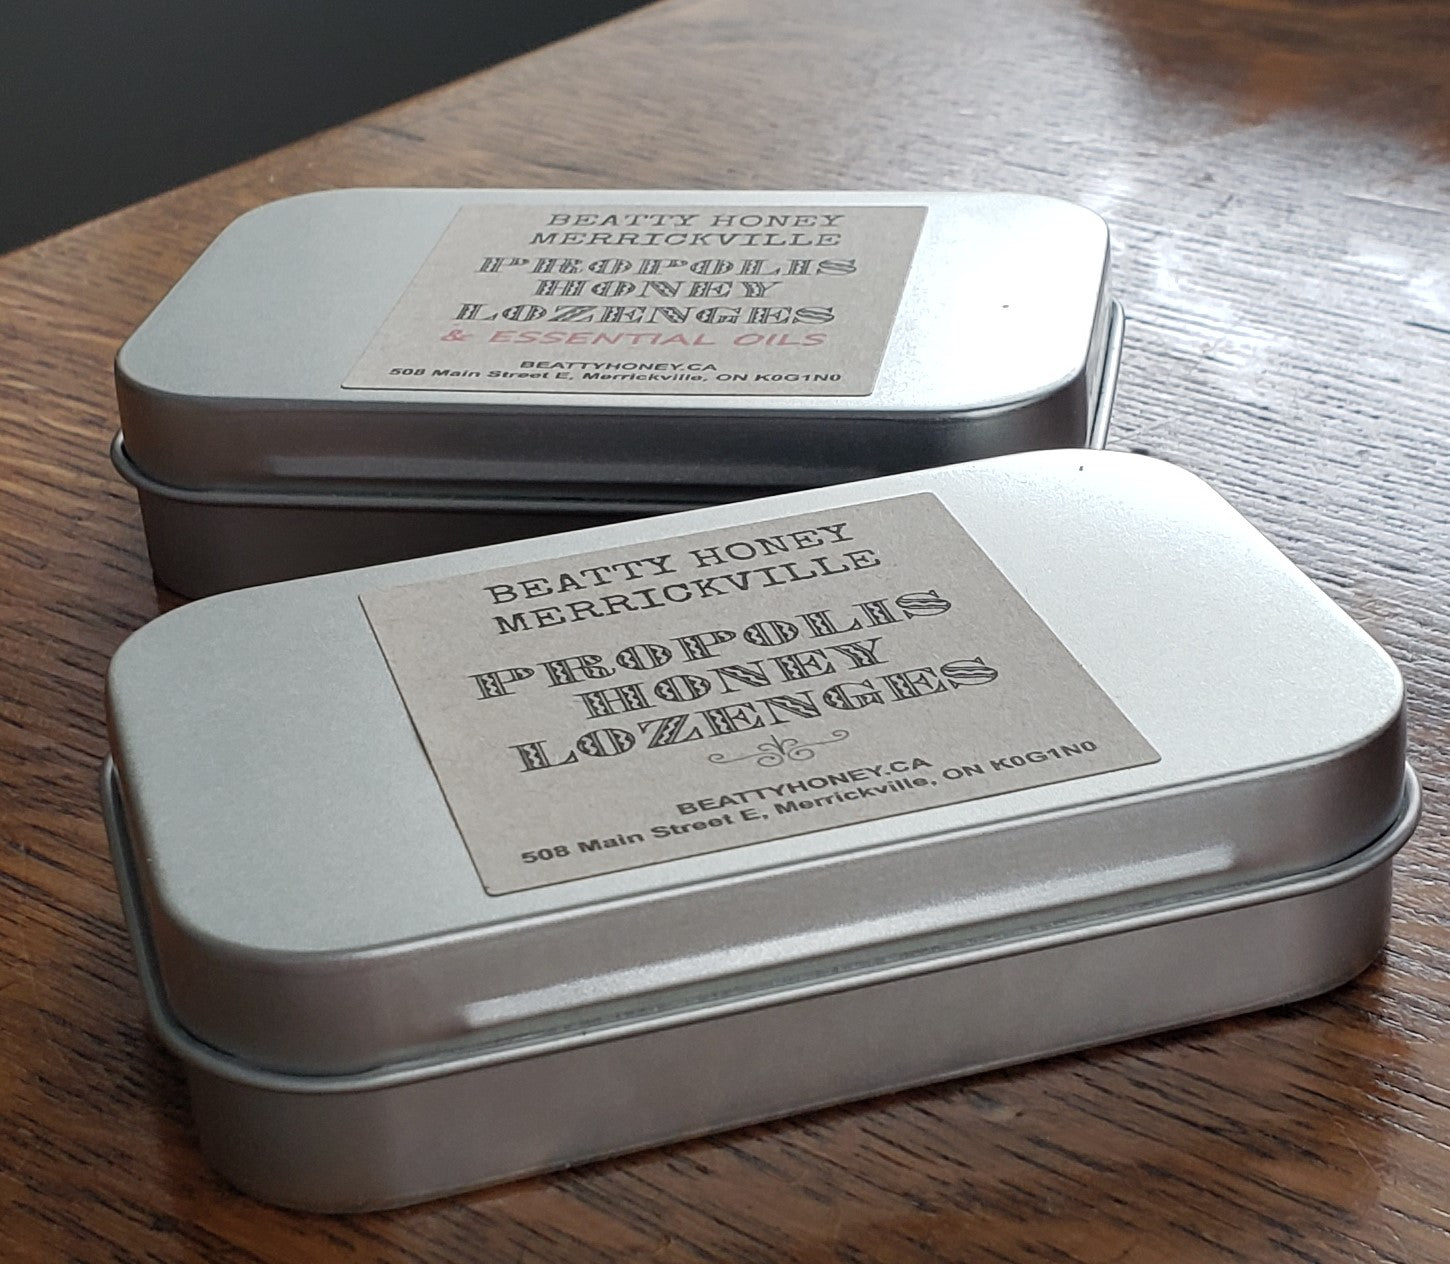 BEATTY HONEY
MERRICKVILLE
PROPOLIS
HONEY
LOZENGES
& ESSENTIAL OILS
BEATTYHONEY.CA
508 Main Street E, Merrickville, ON K0G1N0
BEATTY HONEY
MERRICKVILLE
PROPOLIS
HONEY
LOZENGES
BEATTYHONEY.CA
508 Main Street E, Merrickville, ON K0G1N0